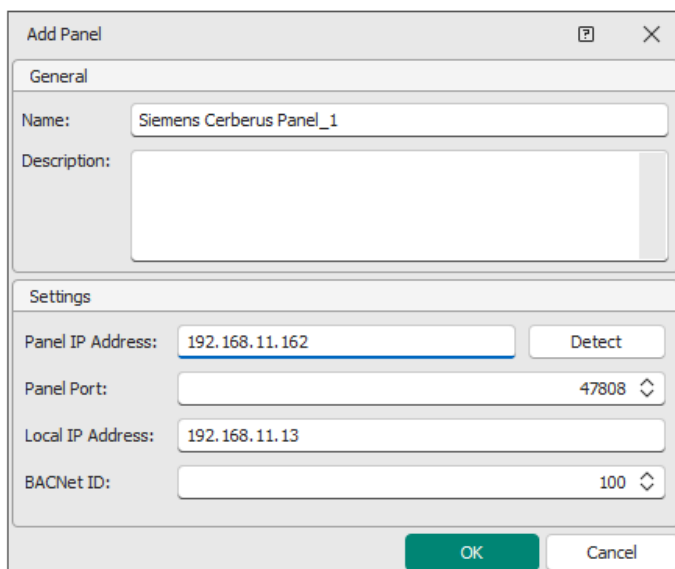 Add Panel
General
Name: Siemens Cerberus Panel_1
Description:
Settings
Panel IP Address: 192.168.11.162 Detect
Panel Port: 47808
Local IP Address: 192.168.11.13
BACNet ID: 100
OK Cancel